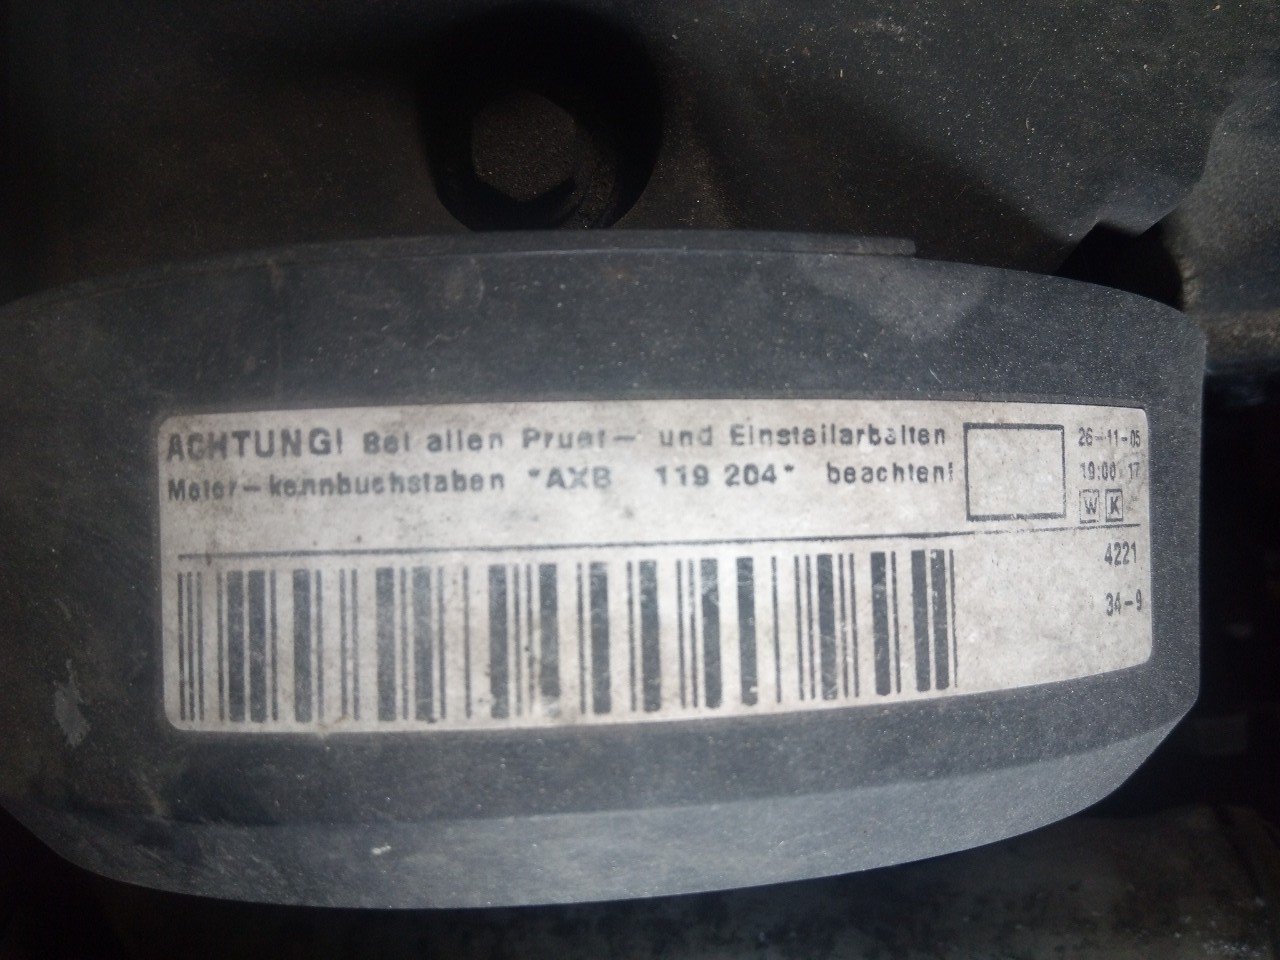 ACHTUNG! Bei allen Pruef- und Einstellarbeiten
Motor-kennbuchstaben "AXB 119 204" beachten!
26-11-05
19:00 17
W K
4221
34-9